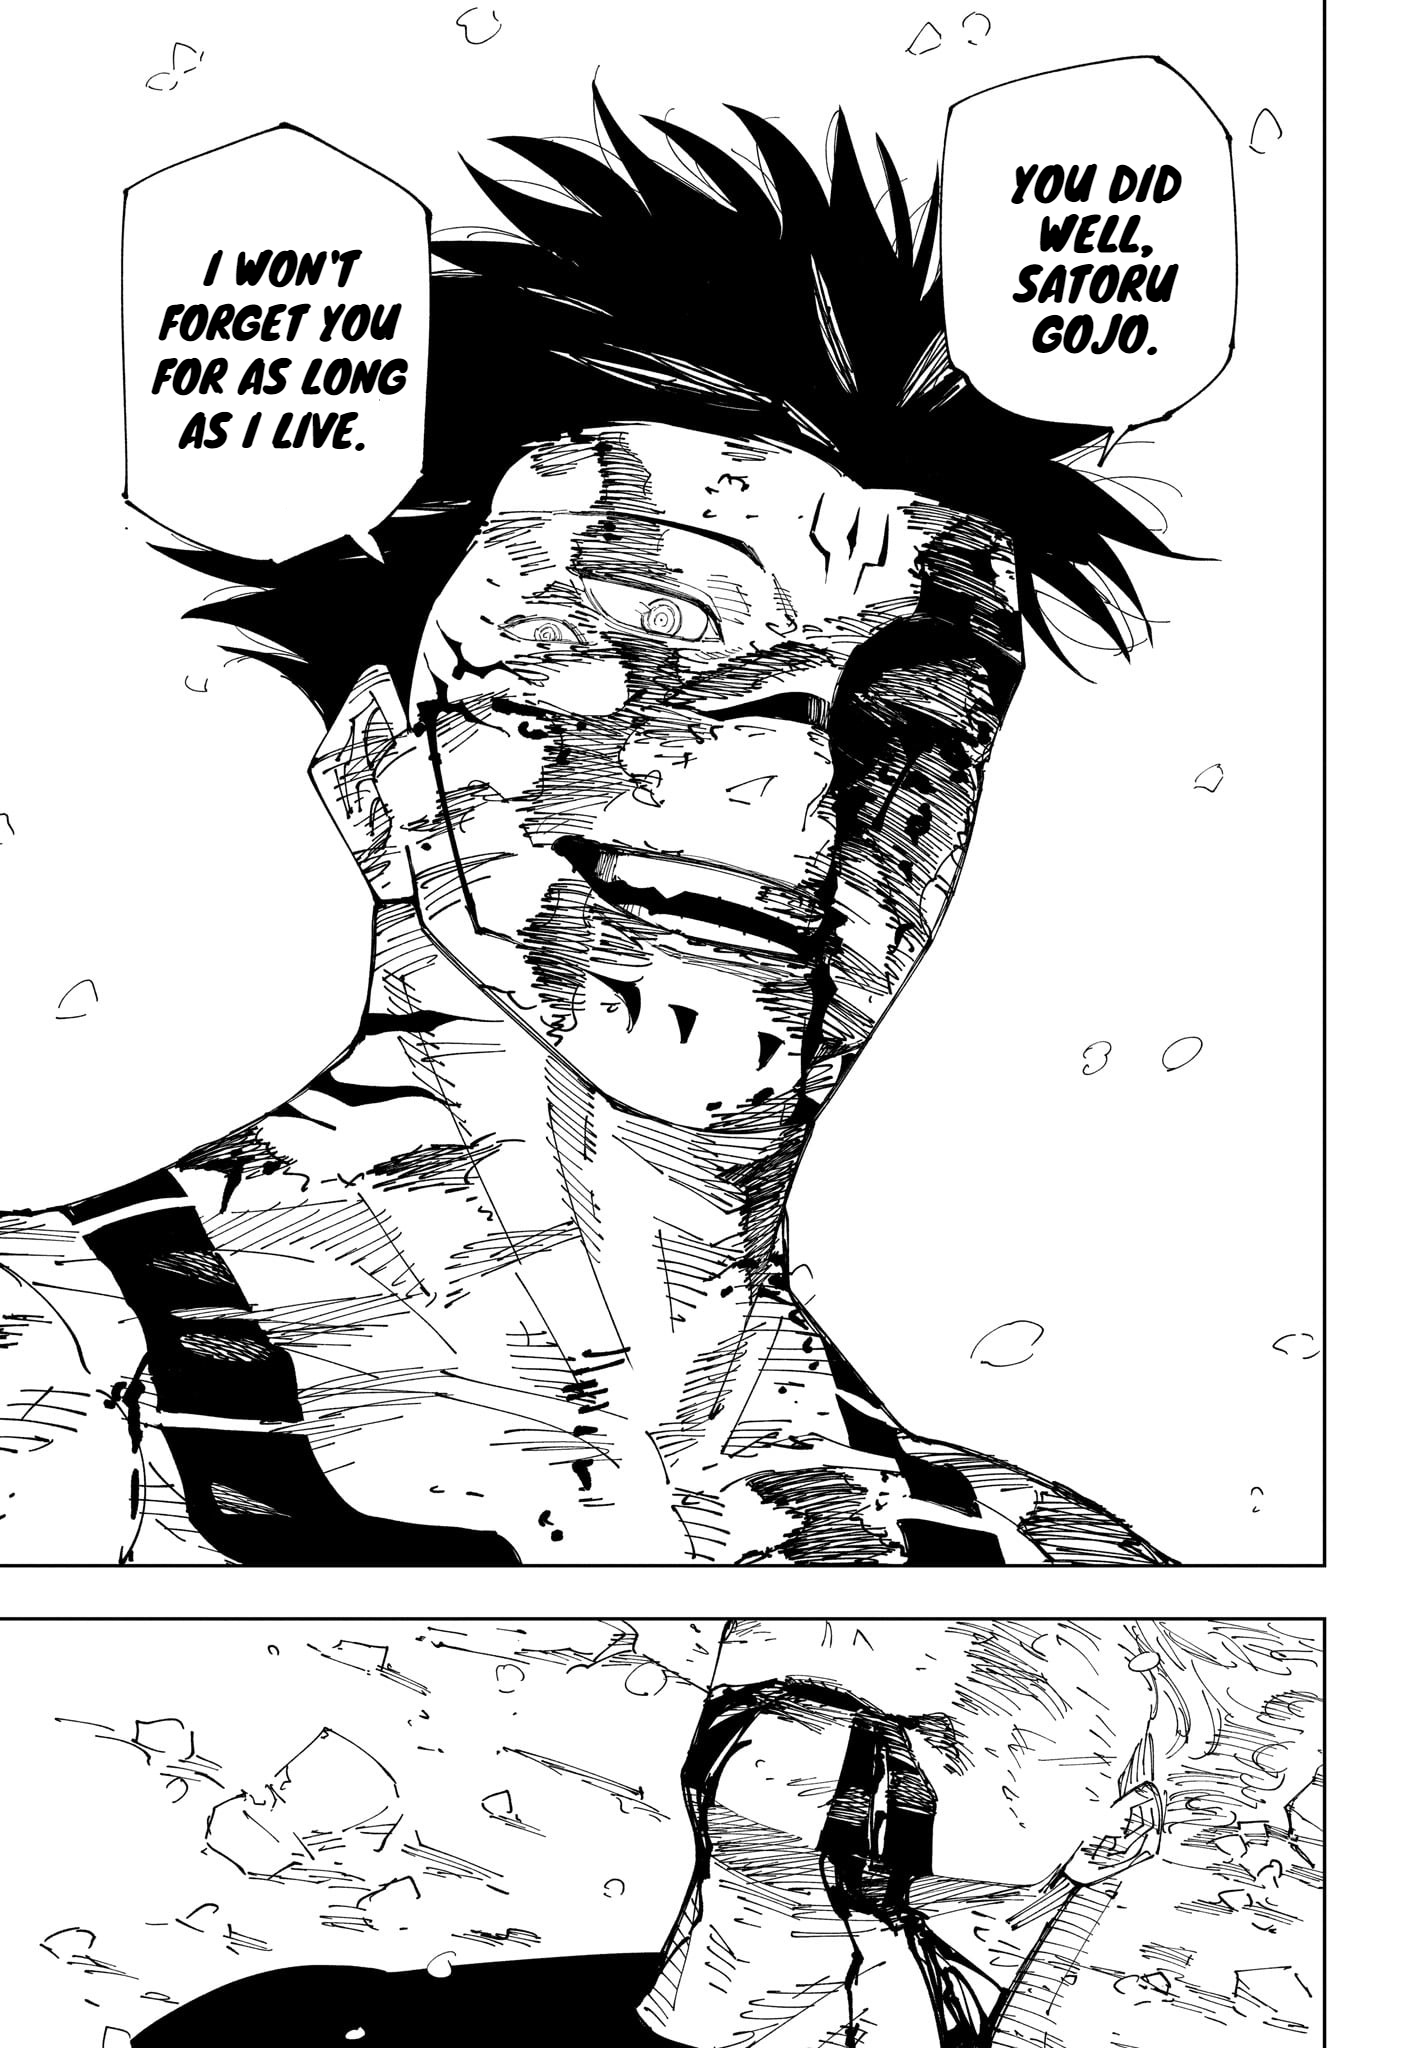 YOU DID
WELL,
SATORU
GOJO.
I WON'T
FORGET YOU
FOR AS LONG
AS I LIVE.